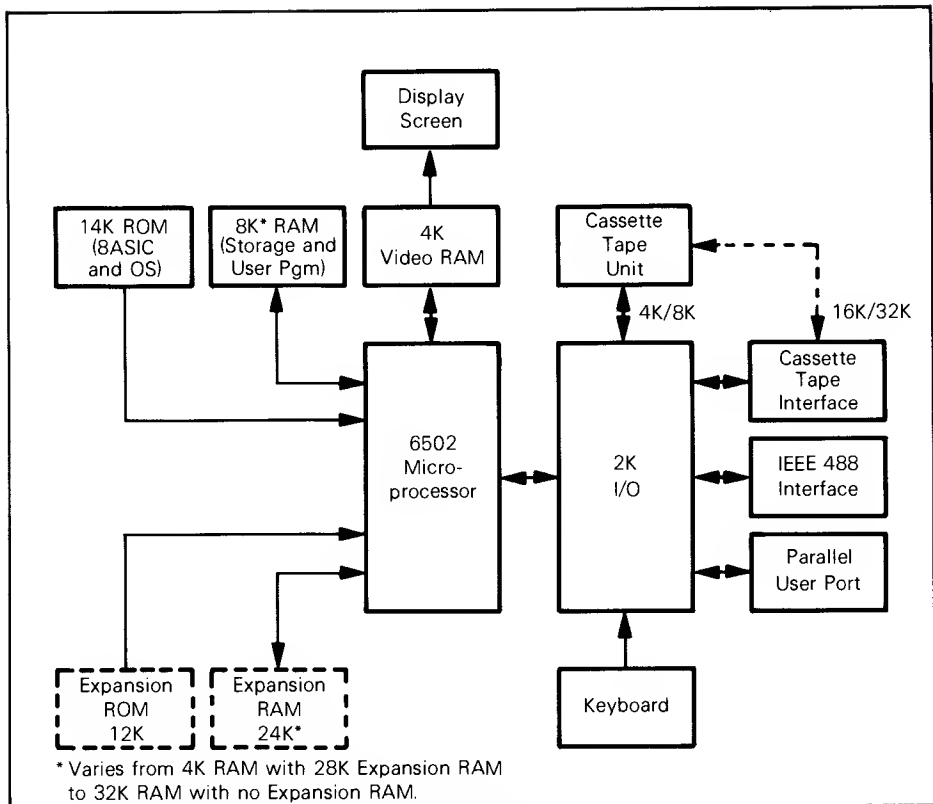 Display
Screen
14K ROM
(8ASIC
and OS)
8K* RAM
(Storage and
User Pgm)
4K
Video RAM
Cassette
Tape
Unit
4K/8K
16K/32K
Cassette
Tape
Interface
6502
Micro-
processor
2K
I/O
IEEE 488
Interface
Parallel
User Port
Expansion
ROM
12K
Expansion
RAM
24K*
Keyboard
* Varies from 4K RAM with 28K Expansion RAM
to 32K RAM with no Expansion RAM.